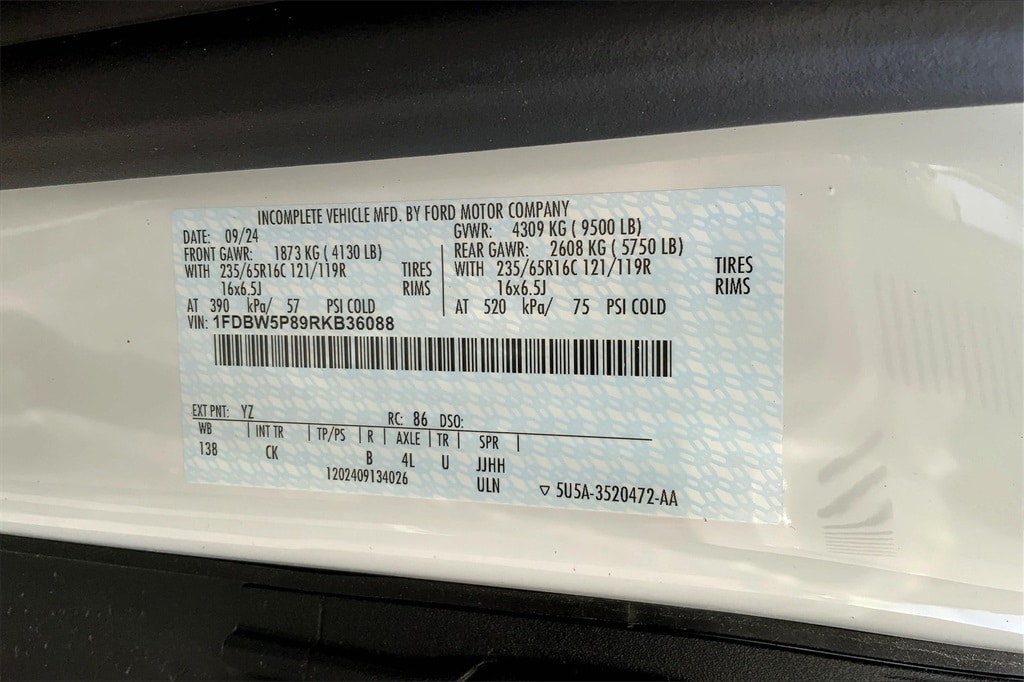 INCOMPLETE VEHICLE MFD. BY FORD MOTOR COMPANY
DATE: 09/24 GVWR: 4309 KG ( 9500 LB)
FRONT GAWR: 1873 KG ( 4130 LB) REAR GAWR: 2608 KG ( 5750 LB)
WITH 235/65R16C 121/119R TIRES WITH 235/65R16C 121/119R TIRES
16x6.5J RIMS 16x6.5J RIMS
AT 390 kPa/ 57 PSI COLD AT 520 kPa/ 75 PSI COLD
VIN: 1FDBW5P89RKB36088
EXT PNT: YZ RC: 86 DSO:
WB INT TR TP/PS R AXLE TR SPR
138 CK B 4L U JJHH
1202409134026 ULN 5U5A-3520472-AA